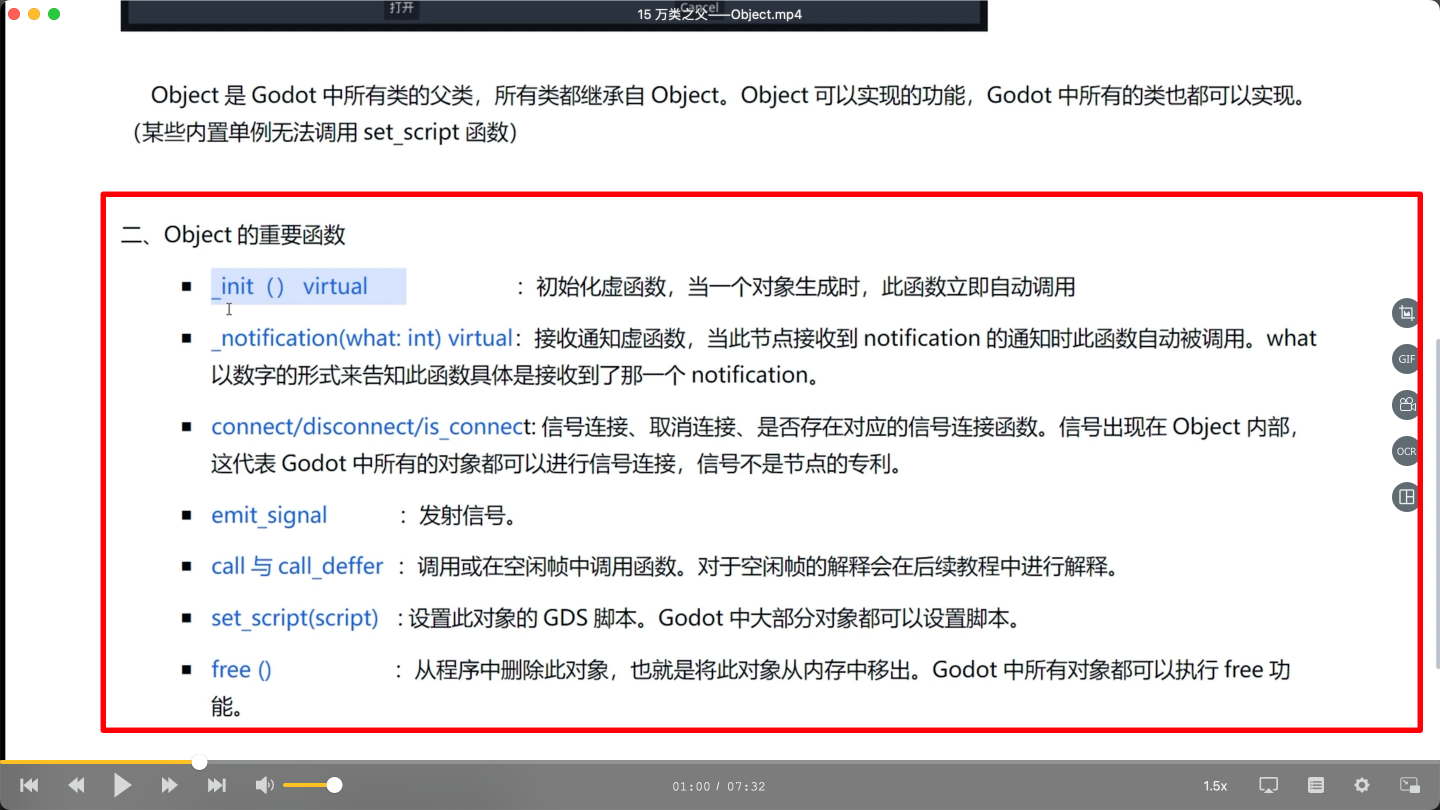 打开
Cancel
15 万类之父——Object.mp4
Object 是 Godot 中所有类的父类，所有类都继承自 Object。Object 可以实现的功能，Godot 中所有的类也都可以实现。
（某些内置单例无法调用 set_script 函数）
二、Object 的重要函数
■ _init（） virtual ：初始化虚函数，当一个对象生成时，此函数立即自动调用
■ _notification(what: int) virtual：接收通知虚函数，当此节点接收到 notification 的通知时此函数自动被调用。what
以数字的形式来告知此函数具体是接收到了那一个 notification。
■ connect/disconnect/is_connect: 信号连接、取消连接、是否存在对应的信号连接函数。信号出现在 Object 内部，
这代表 Godot 中所有的对象都可以进行信号连接，信号不是节点的专利。
■ emit_signal ：发射信号。
■ call 与 call_deffer ：调用或在空闲帧中调用函数。对于空闲帧的解释会在后续教程中进行解释。
■ set_script(script) : 设置此对象的 GDS 脚本。Godot 中大部分对象都可以设置脚本。
■ free () ：从程序中删除此对象，也就是将此对象从内存中移出。Godot 中所有对象都可以执行 free 功
能。
GIF
OCR
01:00 / 07:32
1.5x